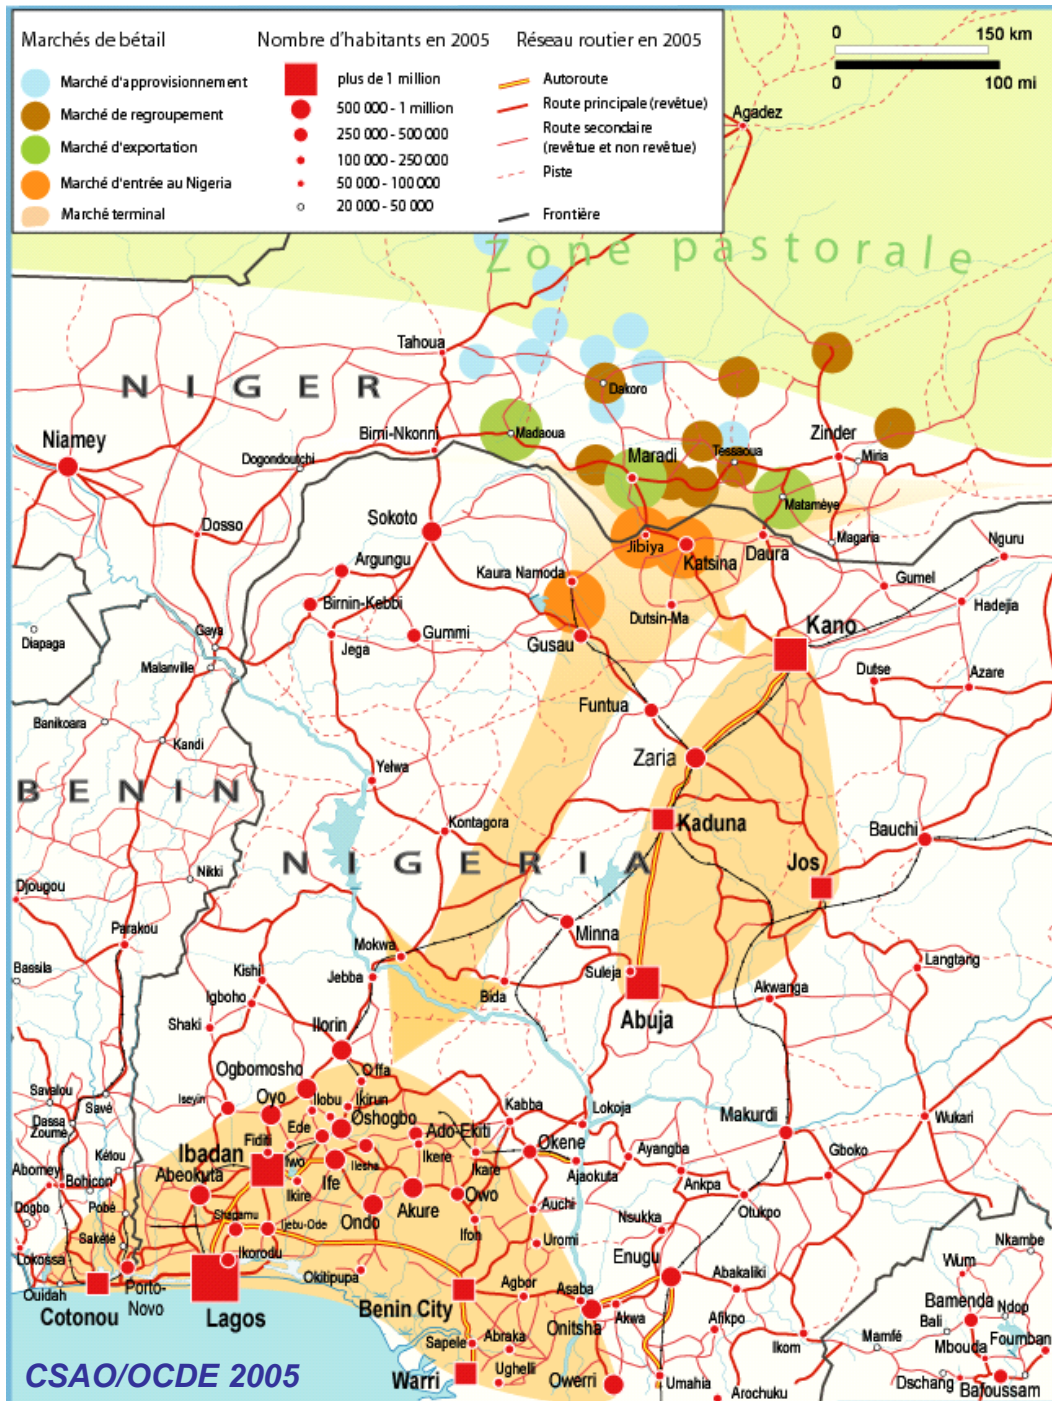 Marchés de bétail
Marché d'approvisionnement
Marché de regroupement
Marché d'exportation
Marché d'entrée au Nigeria
Marché terminal
Nombre d'habitants en 2005
plus de 1 million
500 000 - 1 million
250 000 - 500 000
100 000 - 250 000
50 000 - 100 000
20 000 - 50 000
Réseau routier en 2005
Autoroute
Route principale (revêtue)
Route secondaire
(revêtue et non revêtue)
Piste
Frontière
0 150 km
0 100 mi
Agadez
Zone pastorale
Tahoua
NIGER
Dakoro
Birni-Nkonni
Madaoua
Niamey
Dogondoutchi
Maradi
Tessaoua
Zinder
Miria
Matamèye
Dosso
Sokoto
Jibiya
Katsina
Daura
Magaria
Nguru
Argungu
Kaura Namoda
Gumel
Birnin-Kebbi
Dutsin-Ma
Hadejia
Diapaga
Gaya
Jega
Gummi
Gusau
Kano
Malanville
Dutse
Azare
Banikoara
Funtua
Kandi
Zaria
Yelwa
BENIN
Kontagora
Kaduna
Bauchi
NIGERIA
Jos
Nikki
Djougou
Parakou
Minna
Mokwa
Bassila
Kishi
Jebba
Suleja
Langtang
Igboho
Bida
Akwanga
Shaki
Abuja
Ilorin
Ogbomosho
Offa
Savalou
Savé
Iseyin
Oyo
Ilobu
Ikirun
Kabba
Lokoja
Makurdi
Wukari
Dassa
Zoumé
Ede
Oshogbo
Ado-Ekiti
Fiditi
Okene
Ibadan
Iwo
Ilesha
Ikere
Ikare
Ayangba
Gboko
Kétou
Abomey
Bohicon
Abeokuta
Ife
Ajaokuta
Ankpa
Ikire
Owo
Akure
Ondo
Auchi
Otukpo
Dogbo
Pobè
Shagamu
Ijebu-Ode
Ifoh
Nsukka
Sakété
Uromi
Nkambe
Lokossa
Ikorodu
Okitipupa
Enugu
Wum
Ouidah
Porto-
Novo
Agbor
Asaba
Abakaliki
Cotonou
Lagos
Benin City
Onitsha
Akwa
Afikpo
Bamenda
Ndop
Bali
Sapele
Abraka
Ikom
Mamfé
Mbouda
Foumban
Ughelli
Warri
Owerri
Umahia
Arochuku
Dschang
Bafoussam
CSAO/OCDE 2005